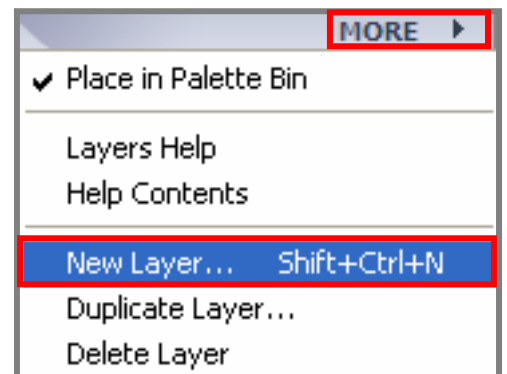 MORE
Place in Palette Bin
Layers Help
Help Contents
New Layer... Shift+Ctrl+N
Duplicate Layer...
Delete Layer